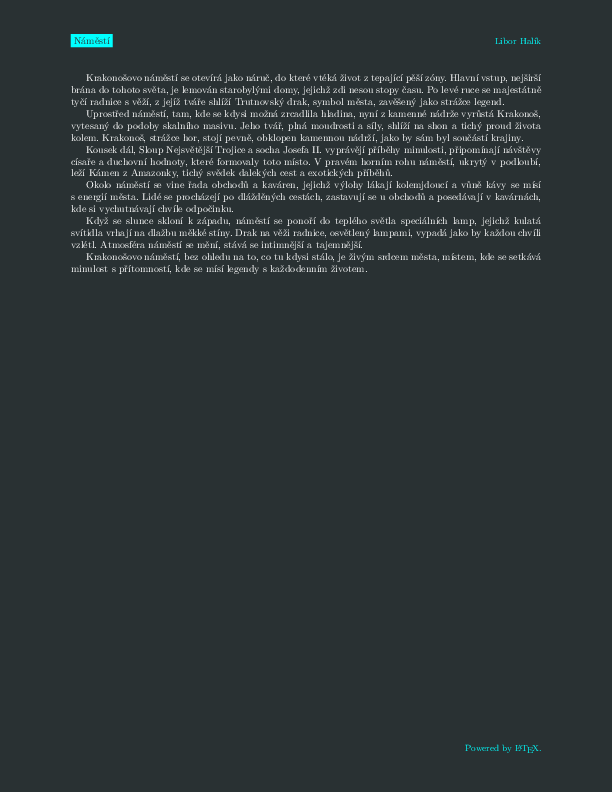 Náměstí
Libor Halík
Krakonošovo náměstí se otevírá jako náruč, do které vtéká život z tepající pěší zóny. Hlavní vstup, nejširší
brána do tohoto světa, je lemován starobylými domy, jejichž zdi nesou stopy času. Po levé ruce se majestátně
tyčí radnice s věží, z jejíž tváře shlíží Trutnovský drak, symbol města, zavěšený jako strážce legend.
Uprostřed náměstí, tam, kde se kdysi možná zrcadlila hladina, nyní z kamenné nádrže vyrůstá Krakonoš,
vytesaný do podoby skalního masivu. Jeho tvář, plná moudrosti a síly, shlíží na shon a tichý proud života
kolem. Krakonoš, strážce hor, stojí pevně, obklopen kamennou nádrží, jako by sám byl součástí krajiny.
Kousek dál, Sloup Nejsvětější Trojice a socha Josefa II. vyprávějí příběhy minulosti, připomínají návštěvy
císaře a duchovní hodnoty, které formovaly toto místo. V pravém horním rohu náměstí, ukrytý v podloubí,
leží Kámen z Amazonky, tichý svědek dalekých cest a exotických příběhů.
Okolo náměstí se vine řada obchodů a kaváren, jejichž výlohy lákají kolemjdoucí a vůně kávy se mísí
s energií města. Lidé se procházejí po dlážděných cestách, zastavují se u obchodů a posedávají v kavárnách,
kde si vychutnávají chvíle odpočinku.
Když se slunce skloní k západu, náměstí se ponoří do teplého světla speciálních lamp, jejichž kulatá
svítidla vrhají na dlažbu měkké stíny. Drak na věži radnice, osvětlený lampami, vypadá jako by každou chvíli
vzlétl. Atmosféra náměstí se mění, stává se intimnější a tajemnější.
Krakonošovo náměstí, bez ohledu na to, co tu kdysi stálo, je živým srdcem města, místem, kde se setkává
minulost s přítomností, kde se mísí legendy s každodenním životem.
Powered by LaTeX.